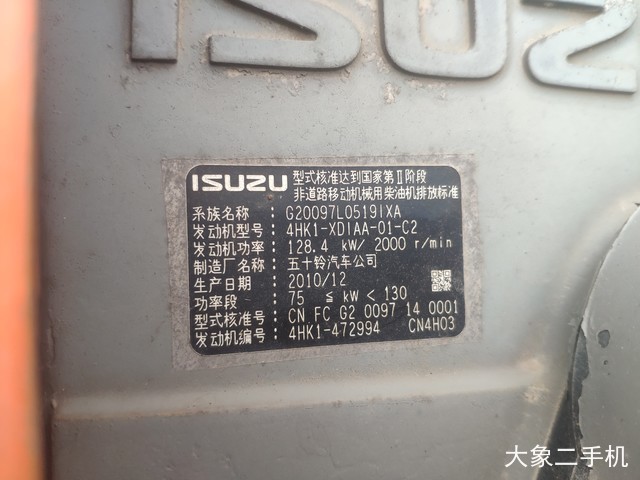 ISUZ
ISUZU 型式核准达到国家第Ⅱ阶段
非道路移动机械用柴油机排放标准
系族名称: G20097L0519IXA
发动机型号: 4HK1-XDIAA-01-C2
发动机功率: 128.4 kW/ 2000 r/min
制造厂名称: 五十铃汽车公司
生产日期: 2010/12
功率段: 75 ≦ kW < 130
型式核准号: CN FC G2 0097 14 0001
发动机编号: 4HK1-472994 CN4H03
大象二手机